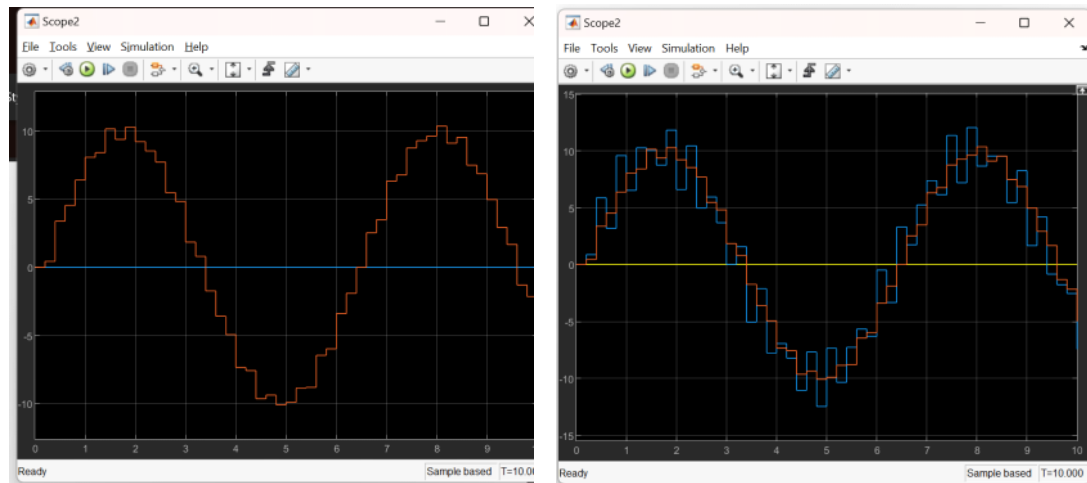 Scope2
File Tools View Simulation Help
10
5
0
-5
-10
0 1 2 3 4 5 6 7 8 9
Ready Sample based
Scope2
File Tools View Simulation Help
15
10
5
0
-5
-10
-15
0 1 2 3 4 5 6 7 8 9 10
Ready Sample based T=10.000